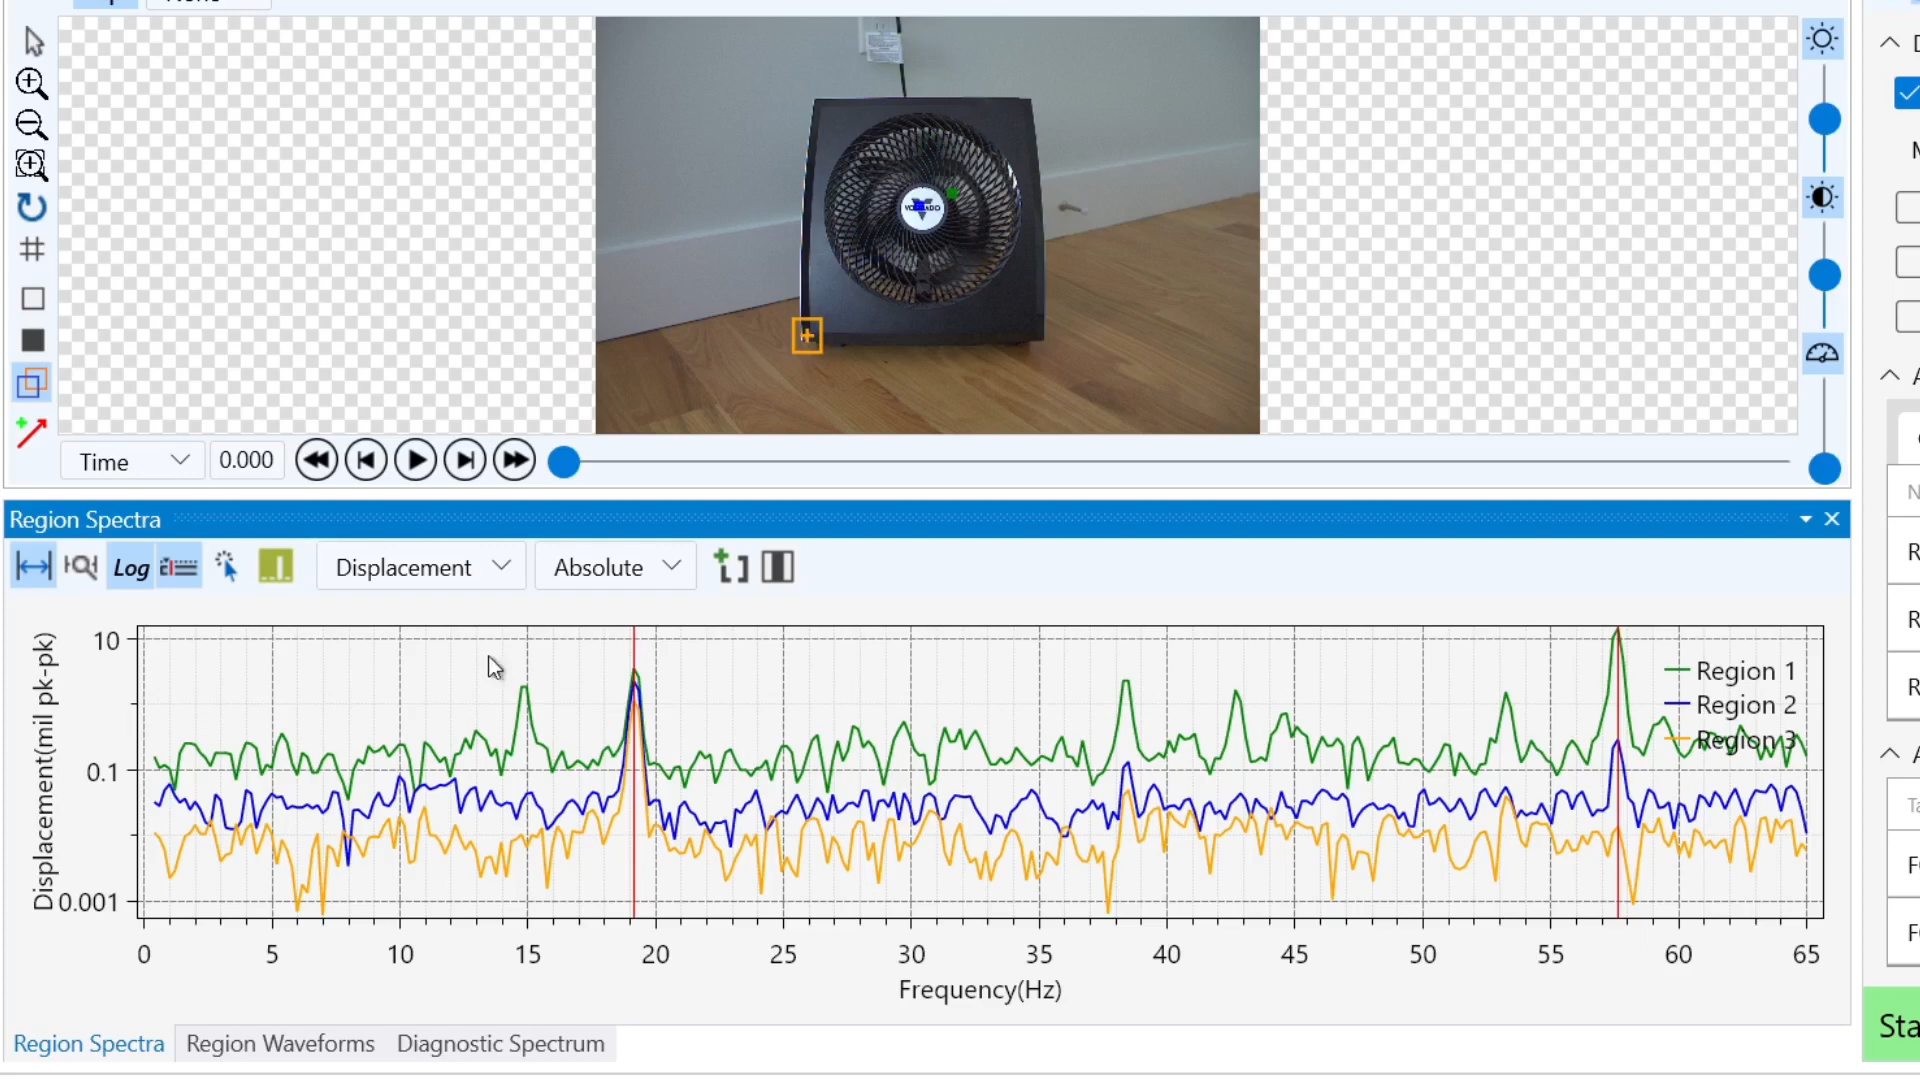 Time
0.000
Region Spectra
Log
Displacement
Absolute
Displacement(mil pk-pk)
10
0.1
0.001
Region 1
Region 2
Region 3
0 5 10 15 20 25 30 35 40 45 50 55 60 65
Frequency(Hz)
Region Spectra Region Waveforms Diagnostic Spectrum
Sta